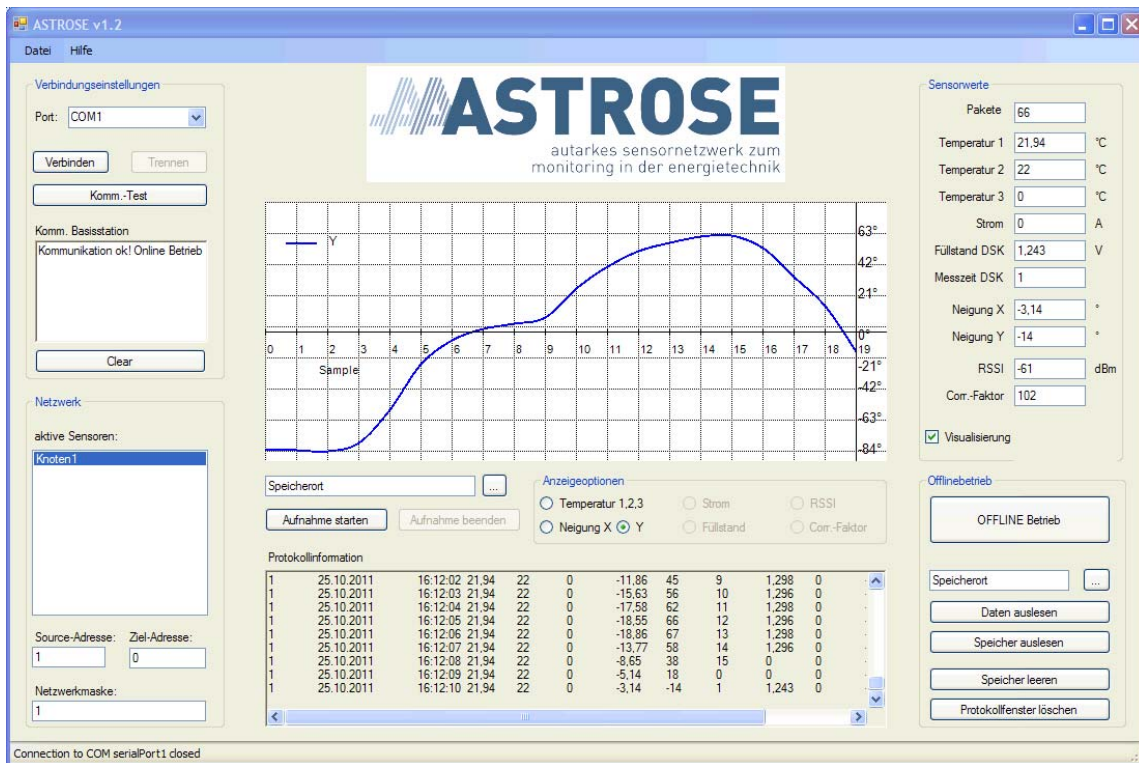 ASTROSE v1.2
Datei Hilfe
Verbindungseinstellungen
Port: COM1
Verbinden Trennen
Komm.-Test
Komm. Basisstation
Kommunikation ok! Online Betrieb
Clear
Netzwerk
aktive Sensoren:
Knoten1
Source-Adresse: Ziel-Adresse:
1 0
Netzwerkmaske:
1
ASTROSE
autarkes sensornetzwerk zum
monitoring in der energietechnik
Y
63°
42°
21°
0°
0 1 2 3 4 5 6 7 8 9 10 11 12 13 14 15 16 17 18 19
Sample
-21°
-42°
-63°
-84°
Speicherort ...
Aufnahme starten Aufnahme beenden
Anzeigeoptionen
Temperatur 1,2,3 Strom RSSI
Neigung X Y Füllstand Corr.-Faktor
Protokollinformation
1 25.10.2011 16:12:02 21,94 22 0 -11,86 45 9 1,298 0
1 25.10.2011 16:12:03 21,94 22 0 -15,63 56 10 1,296 0
1 25.10.2011 16:12:04 21,94 22 0 -17,58 62 11 1,298 0
1 25.10.2011 16:12:05 21,94 22 0 -18,55 66 12 1,296 0
1 25.10.2011 16:12:06 21,94 22 0 -18,86 67 13 1,298 0
1 25.10.2011 16:12:07 21,94 22 0 -13,77 58 14 1,296 0
1 25.10.2011 16:12:08 21,94 22 0 -8,65 38 15 0 0
1 25.10.2011 16:12:09 21,94 22 0 -5,14 18 0 0 0
1 25.10.2011 16:12:10 21,94 22 0 -3,14 -14 1 1,243 0
Sensorwerte
Pakete 66
Temperatur 1 21,94 °C
Temperatur 2 22 °C
Temperatur 3 0 °C
Strom 0 A
Füllstand DSK 1,243 V
Messzeit DSK 1
Neigung X -3,14 °
Neigung Y -14 °
RSSI -61 dBm
Corr.-Faktor 102
Visualisierung
Offlinebetrieb
OFFLINE Betrieb
Speicherort ...
Daten auslesen
Speicher auslesen
Speicher leeren
Protokollfenster löschen
Connection to COM serialPort1 closed